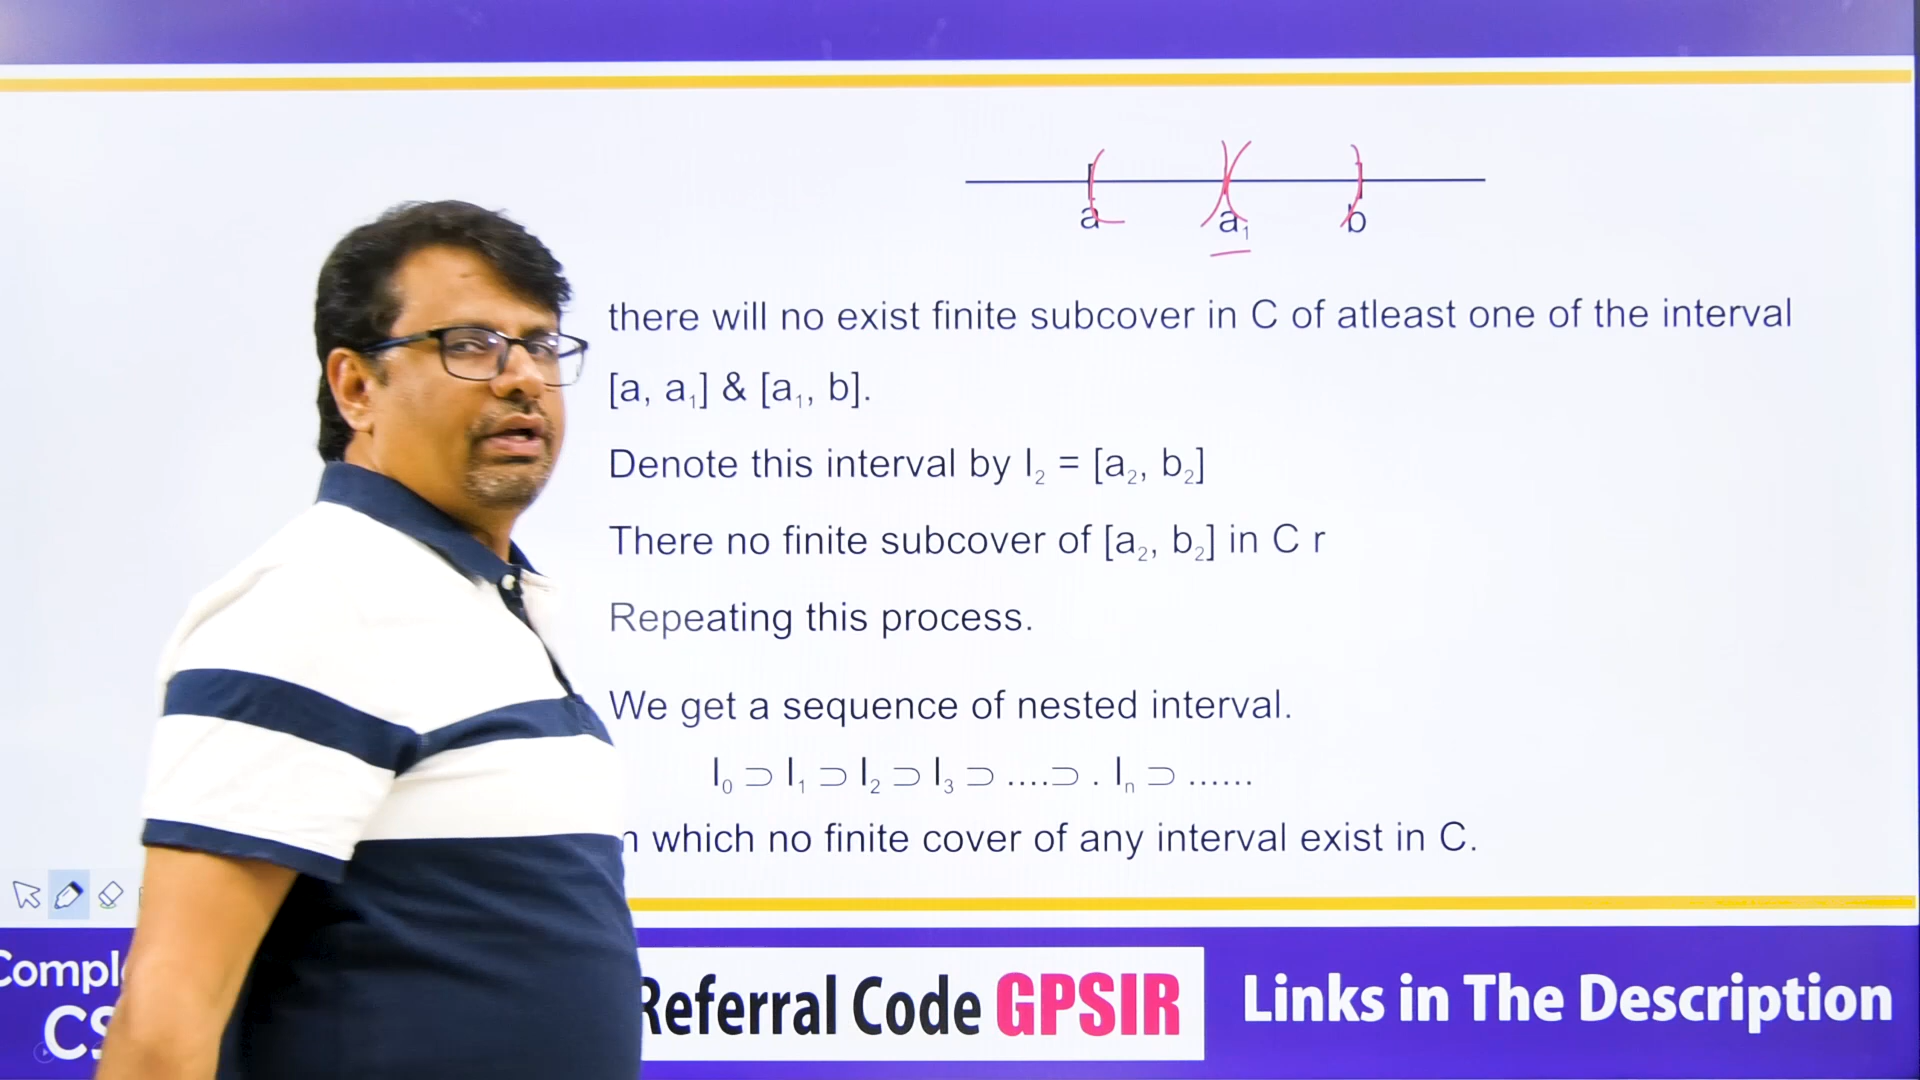 a a₁ b
there will no exist finite subcover in C of atleast one of the interval
[a, a₁] & [a₁, b].
Denote this interval by I₂ = [a₂, b₂]
There no finite subcover of [a₂, b₂] in C r
Repeating this process.
We get a sequence of nested interval.
I₀ ⊃ I₁ ⊃ I₂ ⊃ I₃ ⊃ ....⊃ . Iₙ ⊃ ......
n which no finite cover of any interval exist in C.
Referral Code GPSIR
Links in The Description